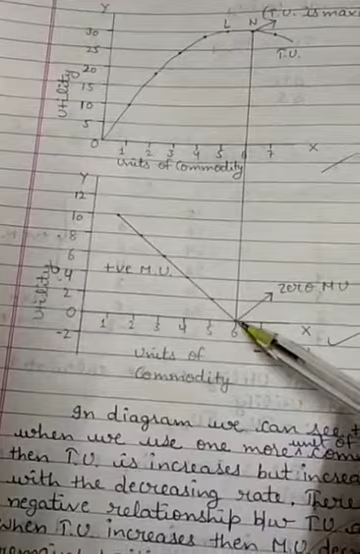 Y
(T.U. is max
L N
30
25
20
15
10
5
0
T.U.
Utility
1 2 3 4 5 6 7 X
Units of Commodity
Y
12
10
8
6
4
2
0
-2
Utility
+ve M.U.
zero MU
1 2 3 4 5 6 X
Units of
Commodity
In diagram we can see
when we use one more unit of com
then T.U. is increases but increa
with the decreasing rate. There
negative relationship b/w T.U.
When T.U. increases then M.U. de